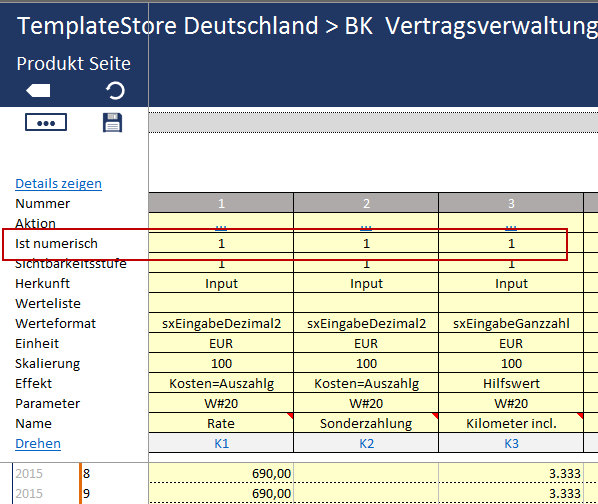 TemplateStore Deutschland > BK Vertragsverwaltung
Produkt Seite
Details zeigen
Nummer 1 2 3
Aktion ... ... ...
Ist numerisch 1 1 1
Sichtbarkeitsstufe 1 1 1
Herkunft Input Input Input
Werteliste
Werteformat sxEingabeDezimal2 sxEingabeDezimal2 sxEingabeGanzzahl
Einheit EUR EUR EUR
Skalierung 100 100 100
Effekt Kosten=Auszahlg Kosten=Auszahlg Hilfswert
Parameter W#20 W#20 W#20
Name Rate Sonderzahlung Kilometer incl.
Drehen K1 K2 K3
2015 8 690,00 3.333
2015 9 690,00 3.333